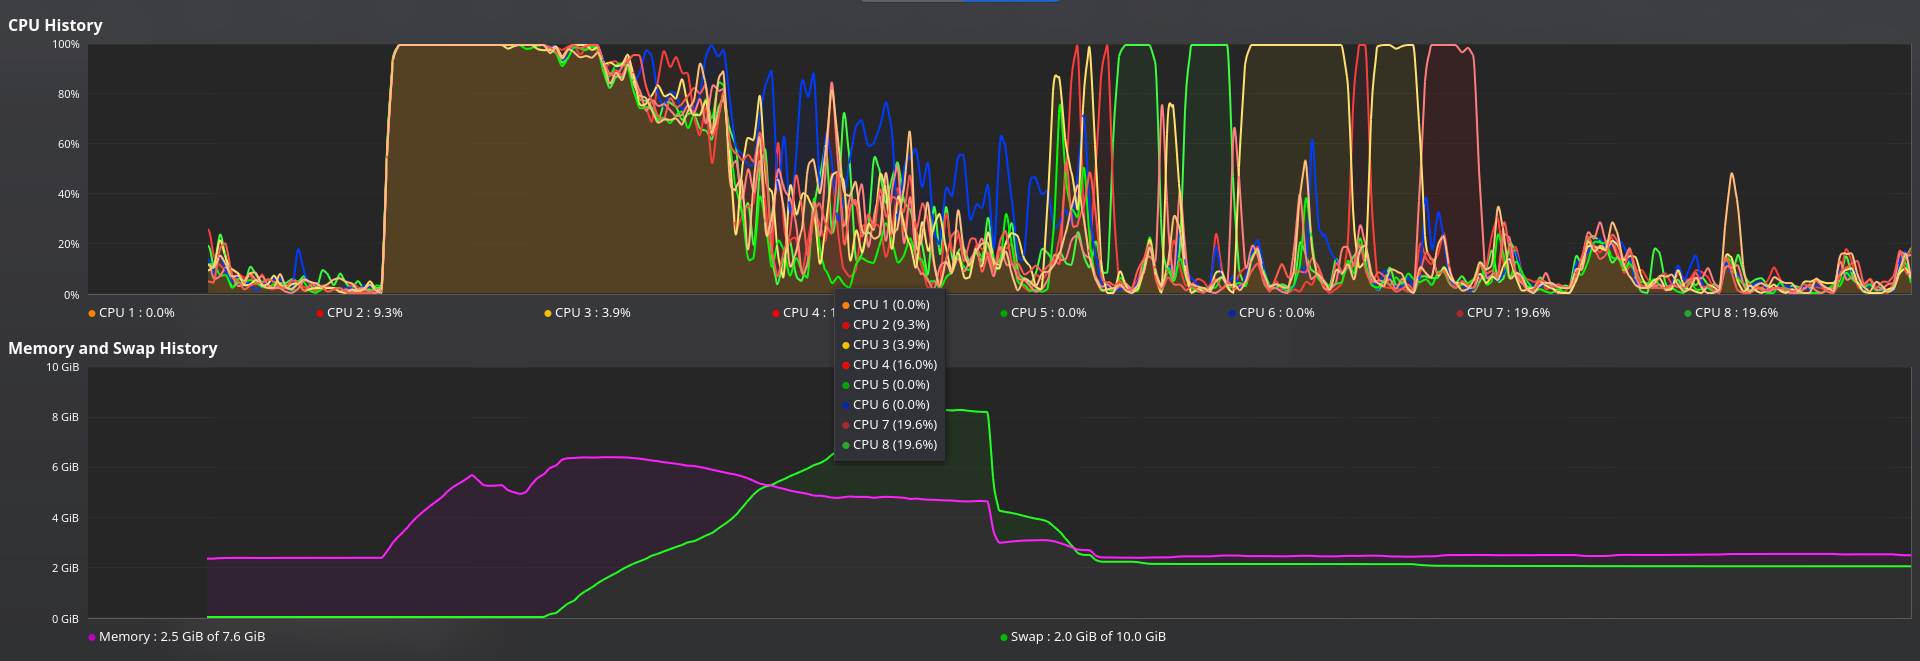 CPU History
100%
80%
60%
40%
20%
0%
CPU 1 : 0.0%
CPU 2 : 9.3%
CPU 3 : 3.9%
CPU 4 : 1
CPU 5 : 0.0%
CPU 6 : 0.0%
CPU 7 : 19.6%
CPU 8 : 19.6%
CPU 1 (0.0%)
CPU 2 (9.3%)
CPU 3 (3.9%)
CPU 4 (16.0%)
CPU 5 (0.0%)
CPU 6 (0.0%)
CPU 7 (19.6%)
CPU 8 (19.6%)
Memory and Swap History
10 GiB
8 GiB
6 GiB
4 GiB
2 GiB
0 GiB
Memory : 2.5 GiB of 7.6 GiB
Swap : 2.0 GiB of 10.0 GiB